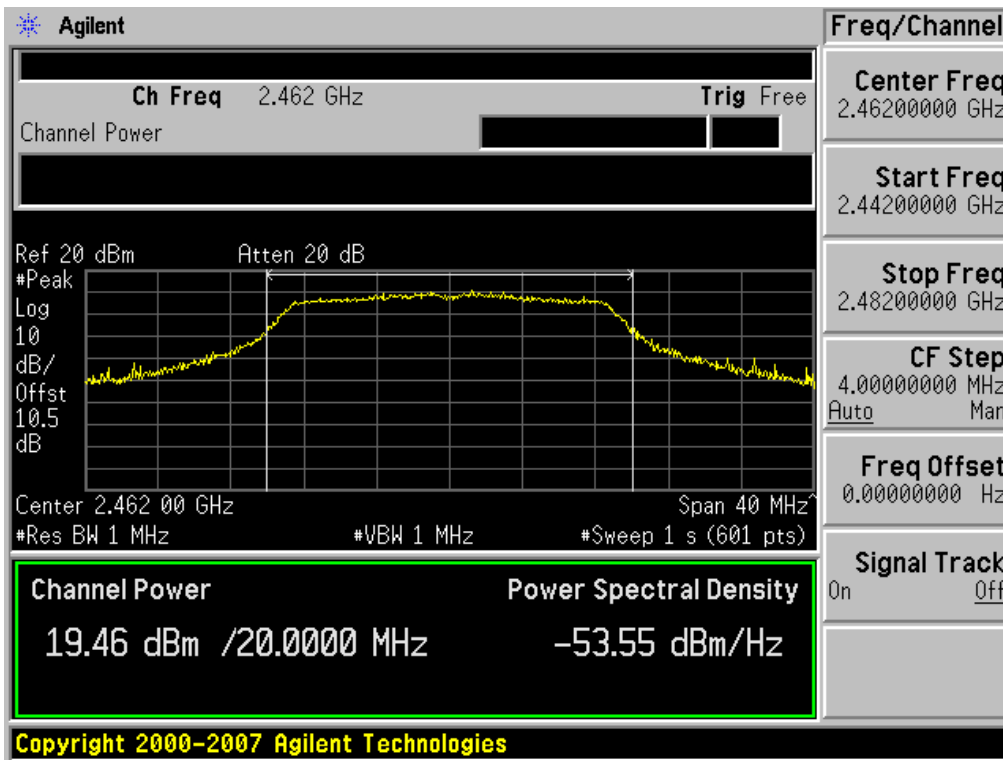 Agilent
Freq/Channel
Ch Freq 2.462 GHz Trig Free
Channel Power
Center Freq
2.46200000 GHz
Start Freq
2.44200000 GHz
Stop Freq
2.48200000 GHz
CF Step
4.00000000 MHz
Auto Man
Freq Offset
0.00000000 Hz
Signal Track
On Off
Ref 20 dBm Atten 20 dB
#Peak
Log
10
dB/
Offst
10.5
dB
Center 2.462 00 GHz Span 40 MHz^
#Res BW 1 MHz #VBW 1 MHz #Sweep 1 s (601 pts)
Channel Power Power Spectral Density
19.46 dBm /20.0000 MHz -53.55 dBm/Hz
Copyright 2000-2007 Agilent Technologies